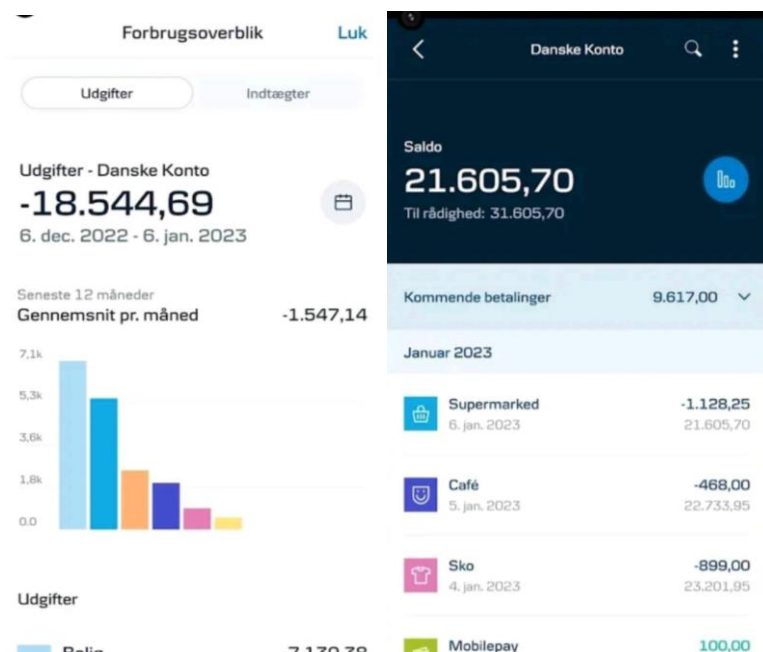 Forbrugsoverblik
Luk
Udgifter
Indtægter
Udgifter - Danske Konto
-18.544,69
6. dec. 2022 - 6. jan. 2023
Seneste 12 måneder
Gennemsnit pr. måned
-1.547,14
7,1k
5,3k
3,6k
1,8k
0.0
Udgifter
Bolig
7.130,38
Danske Konto
Saldo
21.605,70
Til rådighed: 31.605,70
Kommende betalinger
9.617,00
Januar 2023
Supermarked
-1.128,25
6. jan. 2023
21.605,70
Café
-468,00
5. jan. 2023
22.733,95
Sko
-899,00
4. jan. 2023
23.201,95
Mobilepay
100,00